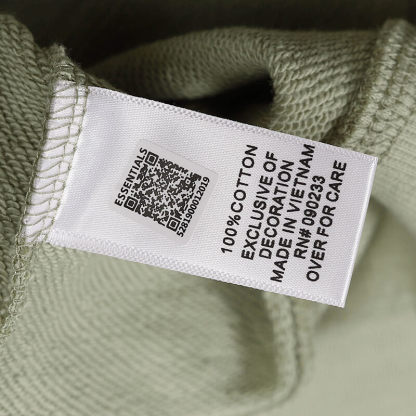 ESSENTIALS
528190012019
100%COTTON
EXCLUSIVE OF
DECORATION
MADE IN VIETNAM
RN# 090233
OVER FOR CARE